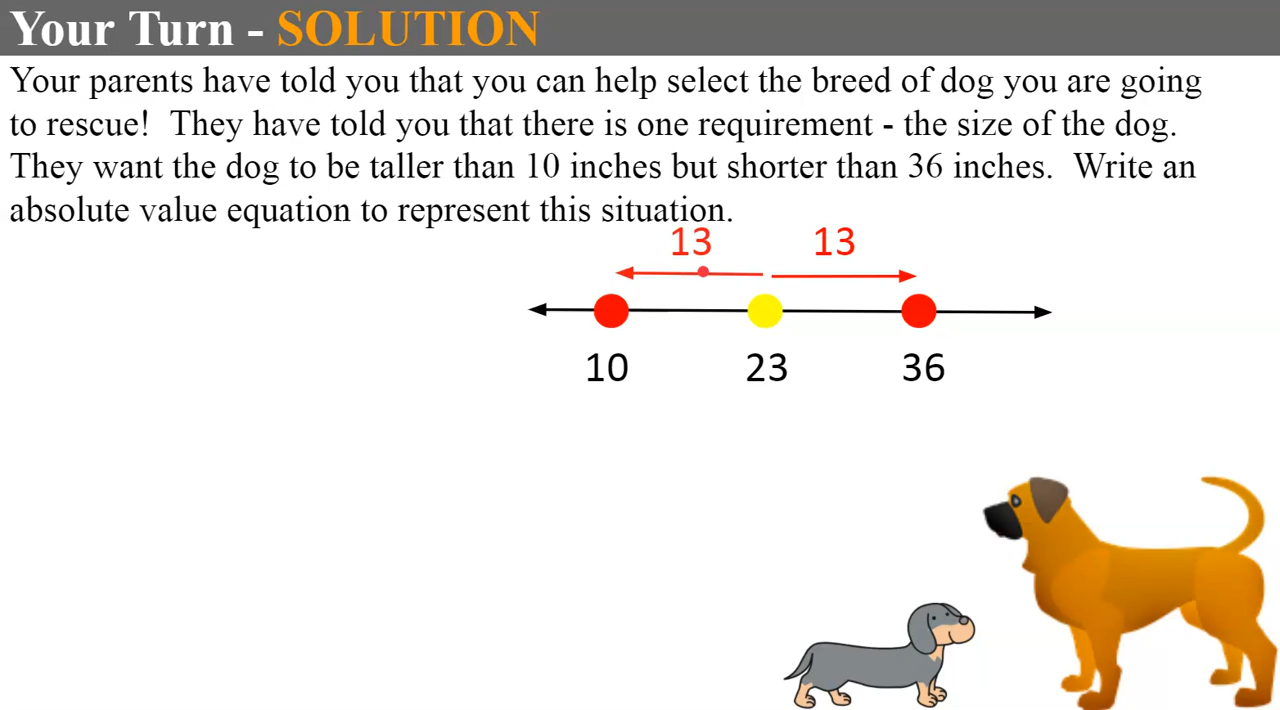 Your Turn - SOLUTION
Your parents have told you that you can help select the breed of dog you are going
to rescue!  They have told you that there is one requirement - the size of the dog.
They want the dog to be taller than 10 inches but shorter than 36 inches.  Write an
absolute value equation to represent this situation.
13 13
10 23 36